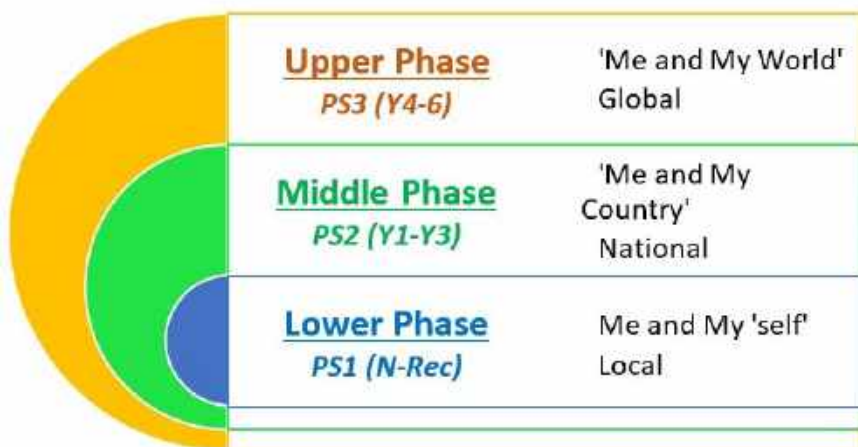 Upper Phase
PS3 (Y4-6)
'Me and My World'
Global
Middle Phase
PS2 (Y1-Y3)
'Me and My
Country'
National
Lower Phase
PS1 (N-Rec)
Me and My 'self'
Local